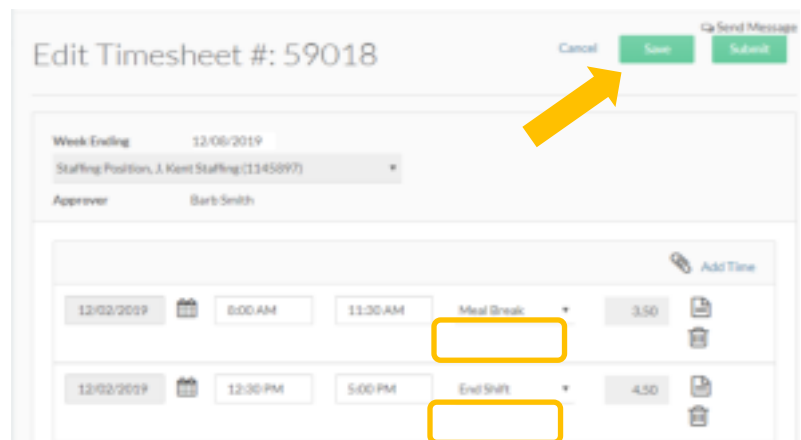 Send Message
Edit Timesheet #: 59018
Cancel Save Submit
Week Ending 12/08/2019
Staffing Position, J. Kent Staffing (1145897)
Approver Barb Smith
Add Time
12/02/2019 8:00 AM 11:30 AM Meal Break 3.50
12/02/2019 12:30 PM 5:00 PM End Shift 4.50